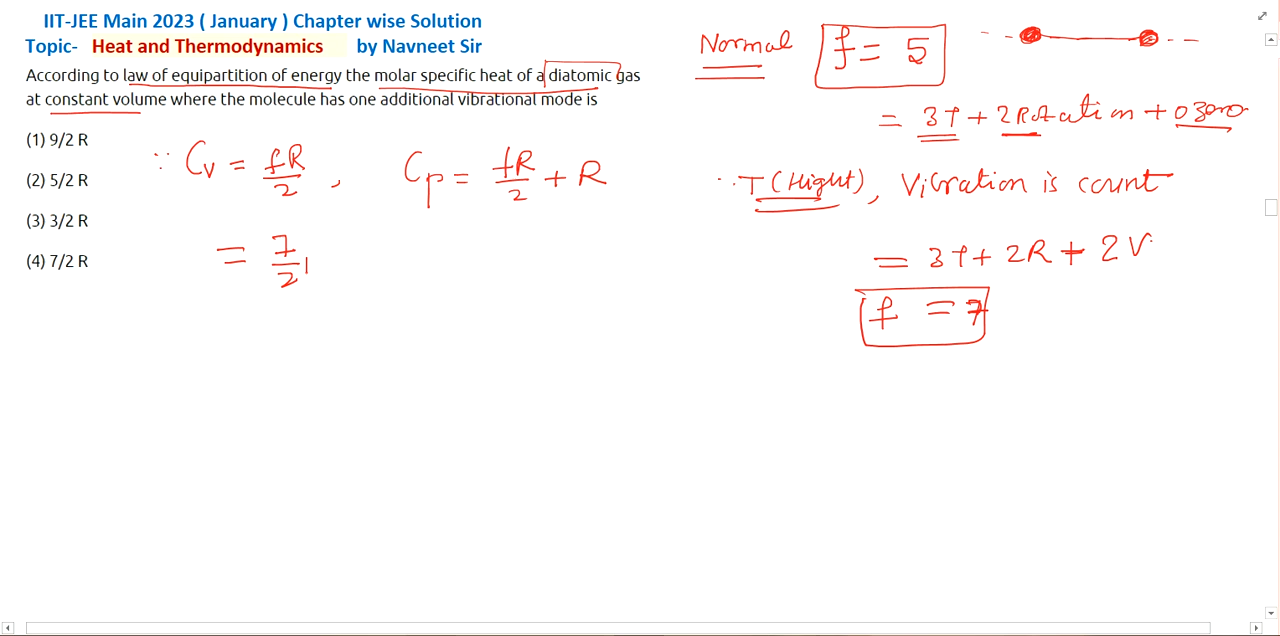 IIT-JEE Main 2023 ( January ) Chapter wise Solution
Topic- Heat and Thermodynamics by Navneet Sir
According to law of equipartition of energy the molar specific heat of a diatomic gas
at constant volume where the molecule has one additional vibrational mode is
(1) 9/2 R
(2) 5/2 R
(3) 3/2 R
(4) 7/2 R
∵ Cv = fR/2 , Cp = fR/2 + R
= 7/2
Normal f = 5
= 3T + 2 Rotation + 0 zero
∵ T (Hight), Vibration is count
= 3T + 2R + 2V
f = 7